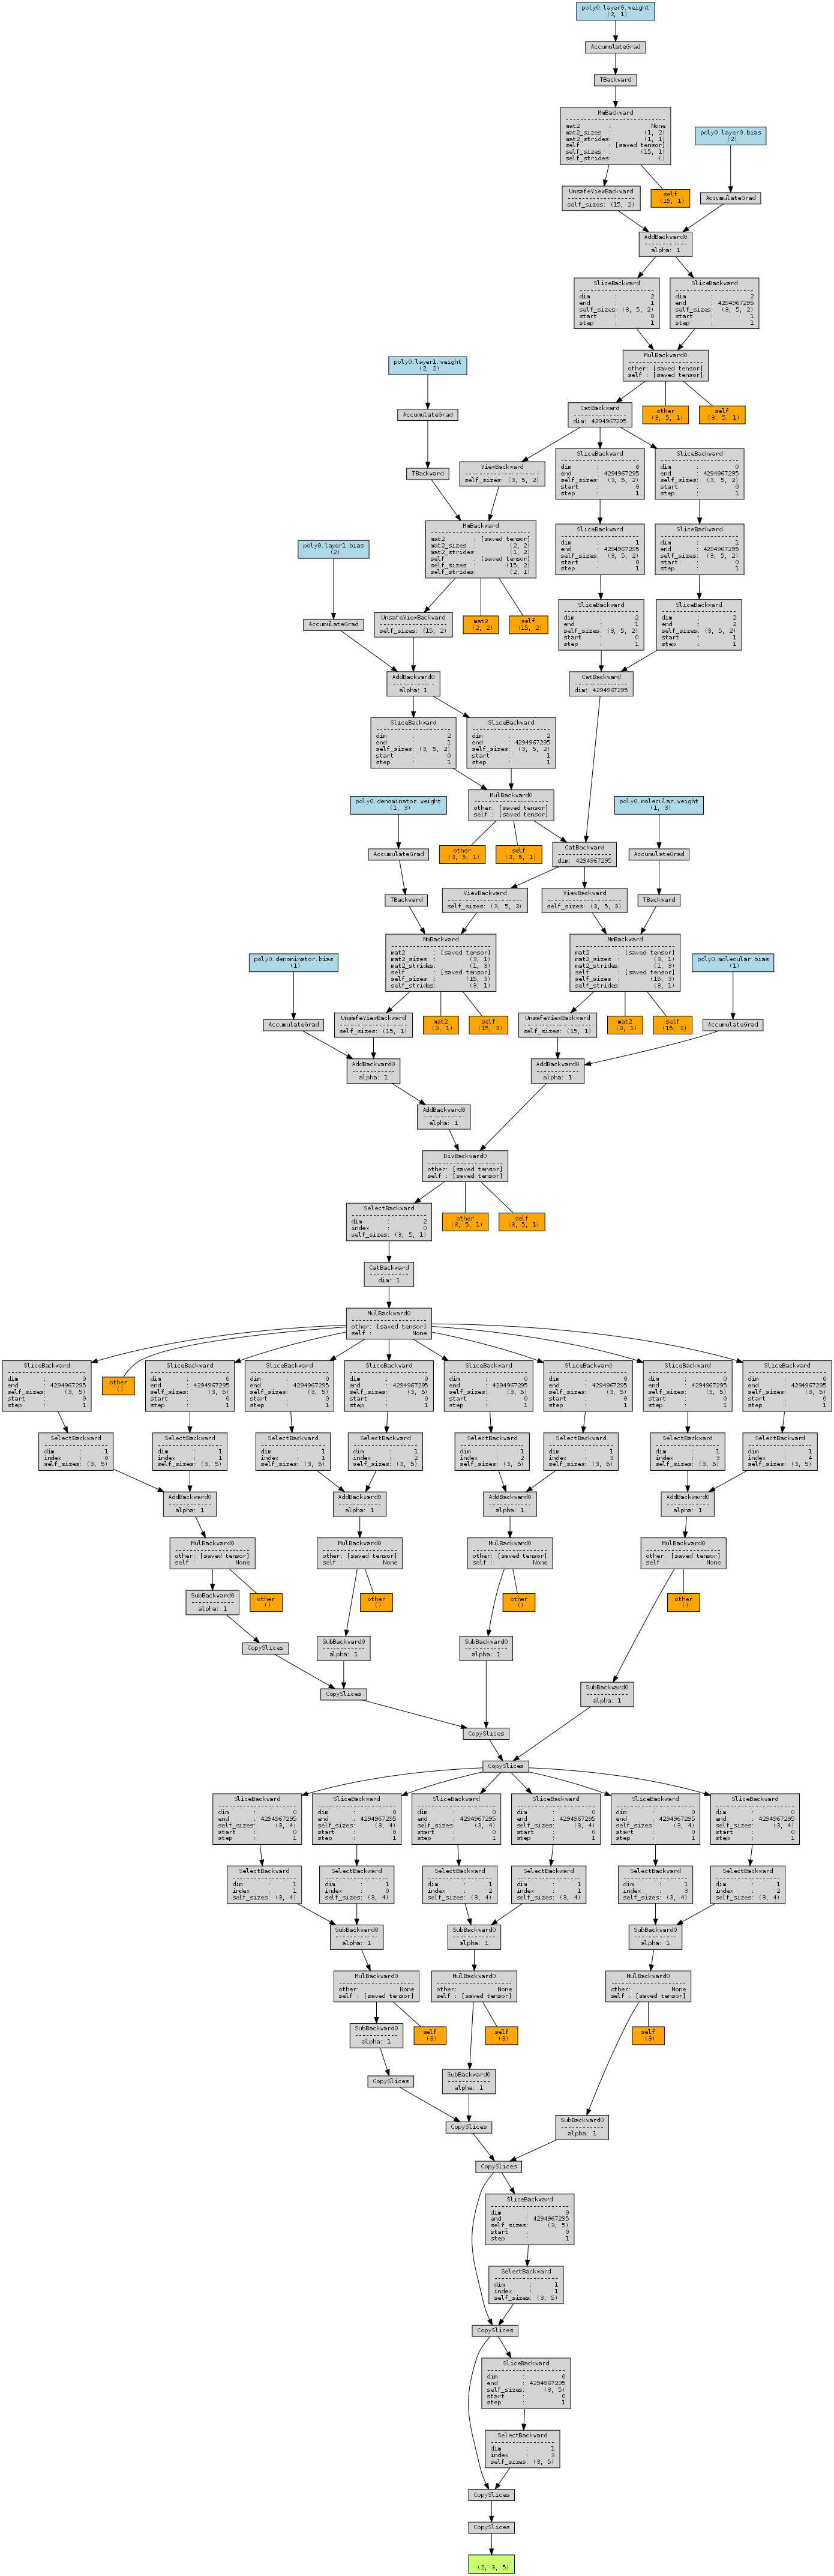 poly0.layer0.weight
(2, 1)
AccumulateGrad
TBackward
MmBackward
----------------------------
mat2        :           None
mat2_sizes  :         (1, 2)
mat2_strides:         (1, 1)
self        : [saved tensor]
self_sizes  :        (15, 1)
self_strides:             ()
poly0.layer0.bias
(2)
UnsafeViewBackward
-------------------
self_sizes: (15, 2)
self
(15, 1)
AccumulateGrad
AddBackward0
------------
alpha: 1
SliceBackward
---------------------
dim       :         2
end       :         1
self_sizes: (3, 5, 2)
start     :         0
step      :         1
SliceBackward
----------------------
dim       :          2
end       : 4294967295
self_sizes:  (3, 5, 2)
start     :          1
step      :          1
MulBackward0
---------------------
other: [saved tensor]
self : [saved tensor]
poly0.layer1.weight
(2, 2)
CatBackward
---------------
dim: 4294967295
other
(3, 5, 1)
self
(3, 5, 1)
AccumulateGrad
TBackward
ViewBackward
---------------------
self_sizes: (3, 5, 2)
SliceBackward
----------------------
dim       :          0
end       : 4294967295
self_sizes:  (3, 5, 2)
start     :          0
step      :          1
SliceBackward
----------------------
dim       :          0
end       : 4294967295
self_sizes:  (3, 5, 2)
start     :          0
step      :          1
MmBackward
----------------------------
mat2        : [saved tensor]
mat2_sizes  :         (2, 2)
mat2_strides:         (1, 2)
self        : [saved tensor]
self_sizes  :        (15, 2)
self_strides:         (2, 1)
SliceBackward
----------------------
dim       :          1
end       : 4294967295
self_sizes:  (3, 5, 2)
start     :          0
step      :          1
SliceBackward
----------------------
dim       :          1
end       : 4294967295
self_sizes:  (3, 5, 2)
start     :          0
step      :          1
poly0.layer1.bias
(2)
AccumulateGrad
UnsafeViewBackward
-------------------
self_sizes: (15, 2)
mat2
(2, 2)
self
(15, 2)
SliceBackward
---------------------
dim       :         2
end       :         1
self_sizes: (3, 5, 2)
start     :         0
step      :         1
SliceBackward
---------------------
dim       :         2
end       :         2
self_sizes: (3, 5, 2)
start     :         1
step      :         1
AddBackward0
------------
alpha: 1
CatBackward
---------------
dim: 4294967295
SliceBackward
---------------------
dim       :         2
end       :         1
self_sizes: (3, 5, 2)
start     :         0
step      :         1
SliceBackward
----------------------
dim       :          2
end       : 4294967295
self_sizes:  (3, 5, 2)
start     :          1
step      :          1
poly0.denominator.weight
(1, 3)
MulBackward0
---------------------
other: [saved tensor]
self : [saved tensor]
poly0.molecular.weight
(1, 3)
AccumulateGrad
other
(3, 5, 1)
self
(3, 5, 1)
CatBackward
---------------
dim: 4294967295
AccumulateGrad
TBackward
ViewBackward
---------------------
self_sizes: (3, 5, 3)
ViewBackward
---------------------
self_sizes: (3, 5, 3)
TBackward
poly0.denominator.bias
(1)
MmBackward
----------------------------
mat2        : [saved tensor]
mat2_sizes  :         (3, 1)
mat2_strides:         (1, 3)
self        : [saved tensor]
self_sizes  :        (15, 3)
self_strides:         (3, 1)
MmBackward
----------------------------
mat2        : [saved tensor]
mat2_sizes  :         (3, 1)
mat2_strides:         (1, 3)
self        : [saved tensor]
self_sizes  :        (15, 3)
self_strides:         (3, 1)
poly0.molecular.bias
(1)
AccumulateGrad
UnsafeViewBackward
-------------------
self_sizes: (15, 1)
mat2
(3, 1)
self
(15, 3)
UnsafeViewBackward
-------------------
self_sizes: (15, 1)
mat2
(3, 1)
self
(15, 3)
AccumulateGrad
AddBackward0
------------
alpha: 1
AddBackward0
------------
alpha: 1
AddBackward0
------------
alpha: 1
DivBackward0
---------------------
other: [saved tensor]
self : [saved tensor]
SelectBackward
---------------------
dim       :         2
index     :         0
self_sizes: (3, 5, 1)
other
(3, 5, 1)
self
(3, 5, 1)
CatBackward
-----------
dim: 1
MulBackward0
---------------------
other: [saved tensor]
self :           None
SliceBackward
----------------------
dim       :          0
end       : 4294967295
self_sizes:     (3, 5)
start     :          0
step      :          1
other
()
SliceBackward
----------------------
dim       :          0
end       : 4294967295
self_sizes:     (3, 5)
start     :          0
step      :          1
SliceBackward
----------------------
dim       :          0
end       : 4294967295
self_sizes:     (3, 5)
start     :          0
step      :          1
SliceBackward
----------------------
dim       :          0
end       : 4294967295
self_sizes:     (3, 5)
start     :          0
step      :          1
SliceBackward
----------------------
dim       :          0
end       : 4294967295
self_sizes:     (3, 5)
start     :          0
step      :          1
SliceBackward
----------------------
dim       :          0
end       : 4294967295
self_sizes:     (3, 5)
start     :          0
step      :          1
SliceBackward
----------------------
dim       :          0
end       : 4294967295
self_sizes:     (3, 5)
start     :          0
step      :          1
SliceBackward
----------------------
dim       :          0
end       : 4294967295
self_sizes:     (3, 5)
start     :          0
step      :          1
SelectBackward
------------------
dim       :      1
index     :      0
self_sizes: (3, 5)
SelectBackward
------------------
dim       :      1
index     :      1
self_sizes: (3, 5)
SelectBackward
------------------
dim       :      1
index     :      1
self_sizes: (3, 5)
SelectBackward
------------------
dim       :      1
index     :      2
self_sizes: (3, 5)
SelectBackward
------------------
dim       :      1
index     :      2
self_sizes: (3, 5)
SelectBackward
------------------
dim       :      1
index     :      3
self_sizes: (3, 5)
SelectBackward
------------------
dim       :      1
index     :      3
self_sizes: (3, 5)
SelectBackward
------------------
dim       :      1
index     :      4
self_sizes: (3, 5)
AddBackward0
------------
alpha: 1
AddBackward0
------------
alpha: 1
AddBackward0
------------
alpha: 1
AddBackward0
------------
alpha: 1
MulBackward0
---------------------
other: [saved tensor]
self :           None
MulBackward0
---------------------
other: [saved tensor]
self :           None
MulBackward0
---------------------
other: [saved tensor]
self :           None
MulBackward0
---------------------
other: [saved tensor]
self :           None
SubBackward0
------------
alpha: 1
other
()
other
()
other
()
other
()
CopySlices
SubBackward0
------------
alpha: 1
SubBackward0
------------
alpha: 1
CopySlices
SubBackward0
------------
alpha: 1
CopySlices
CopySlices
SliceBackward
----------------------
dim       :          0
end       : 4294967295
self_sizes:     (3, 4)
start     :          0
step      :          1
SliceBackward
----------------------
dim       :          0
end       : 4294967295
self_sizes:     (3, 4)
start     :          0
step      :          1
SliceBackward
----------------------
dim       :          0
end       : 4294967295
self_sizes:     (3, 4)
start     :          0
step      :          1
SliceBackward
----------------------
dim       :          0
end       : 4294967295
self_sizes:     (3, 4)
start     :          0
step      :          1
SliceBackward
----------------------
dim       :          0
end       : 4294967295
self_sizes:     (3, 4)
start     :          0
step      :          1
SliceBackward
----------------------
dim       :          0
end       : 4294967295
self_sizes:     (3, 4)
start     :          0
step      :          1
SelectBackward
------------------
dim       :      1
index     :      1
self_sizes: (3, 4)
SelectBackward
------------------
dim       :      1
index     :      0
self_sizes: (3, 4)
SelectBackward
------------------
dim       :      1
index     :      2
self_sizes: (3, 4)
SelectBackward
------------------
dim       :      1
index     :      1
self_sizes: (3, 4)
SelectBackward
------------------
dim       :      1
index     :      3
self_sizes: (3, 4)
SelectBackward
------------------
dim       :      1
index     :      2
self_sizes: (3, 4)
SubBackward0
------------
alpha: 1
SubBackward0
------------
alpha: 1
SubBackward0
------------
alpha: 1
MulBackward0
---------------------
other:           None
self : [saved tensor]
MulBackward0
---------------------
other:           None
self : [saved tensor]
MulBackward0
---------------------
other:           None
self : [saved tensor]
SubBackward0
------------
alpha: 1
self
(3)
self
(3)
self
(3)
CopySlices
SubBackward0
------------
alpha: 1
CopySlices
SubBackward0
------------
alpha: 1
CopySlices
SliceBackward
----------------------
dim       :          0
end       : 4294967295
self_sizes:     (3, 5)
start     :          0
step      :          1
SelectBackward
------------------
dim       :      1
index     :      1
self_sizes: (3, 5)
CopySlices
SliceBackward
----------------------
dim       :          0
end       : 4294967295
self_sizes:     (3, 5)
start     :          0
step      :          1
SelectBackward
------------------
dim       :      1
index     :      3
self_sizes: (3, 5)
CopySlices
CopySlices
(2, 3, 5)